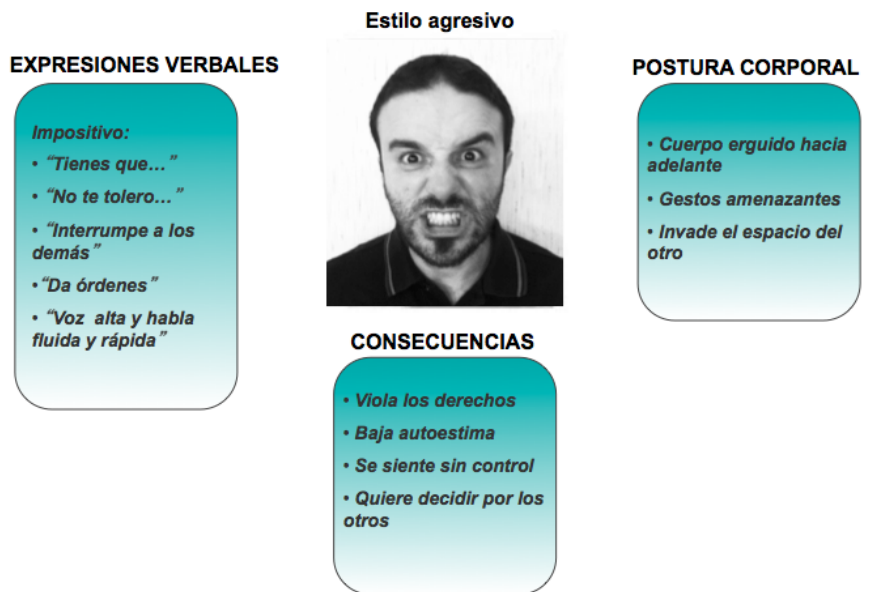 Estilo agresivo
EXPRESIONES VERBALES
Impositivo:
• “Tienes que…”
• “No te tolero…”
• “Interrumpe a los
demás”
•“Da órdenes”
• “Voz alta y habla
fluida y rápida”
POSTURA CORPORAL
• Cuerpo erguido hacia
adelante
• Gestos amenazantes
• Invade el espacio del
otro
CONSECUENCIAS
• Viola los derechos
• Baja autoestima
• Se siente sin control
• Quiere decidir por los
otros